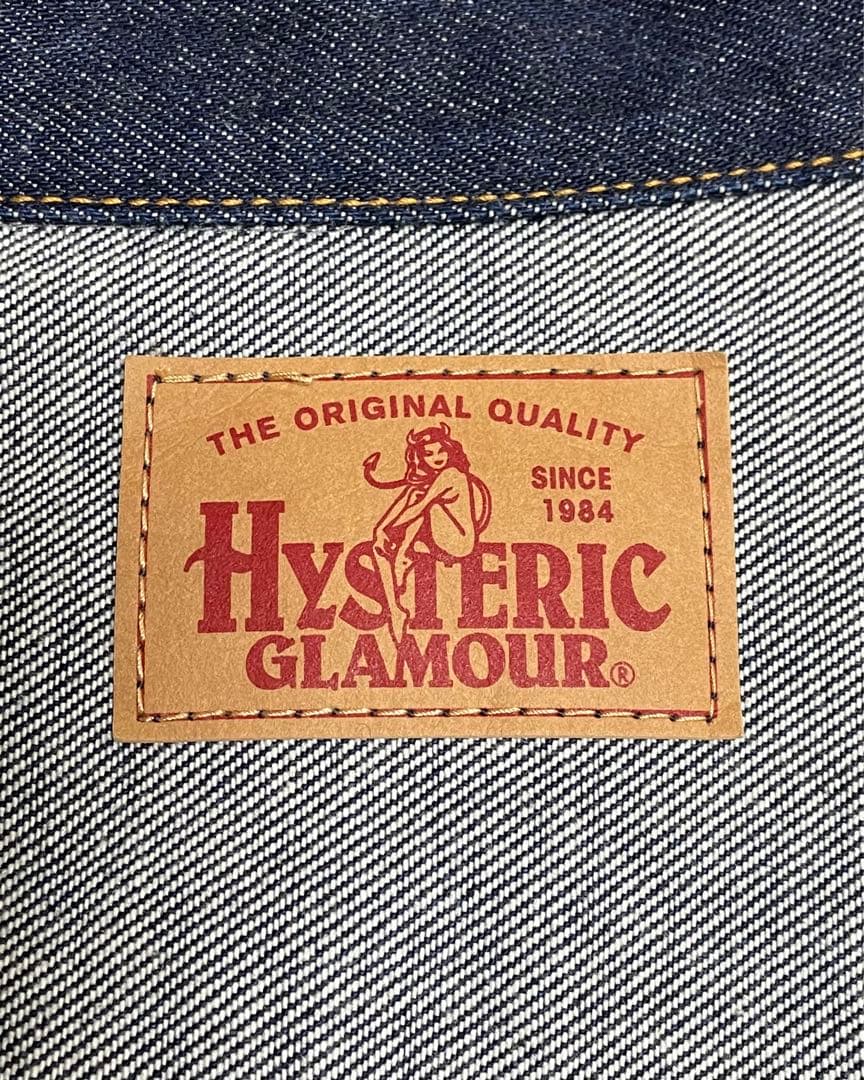 THE ORIGINAL QUALITY
SINCE
1984
HYSTERIC
GLAMOUR®